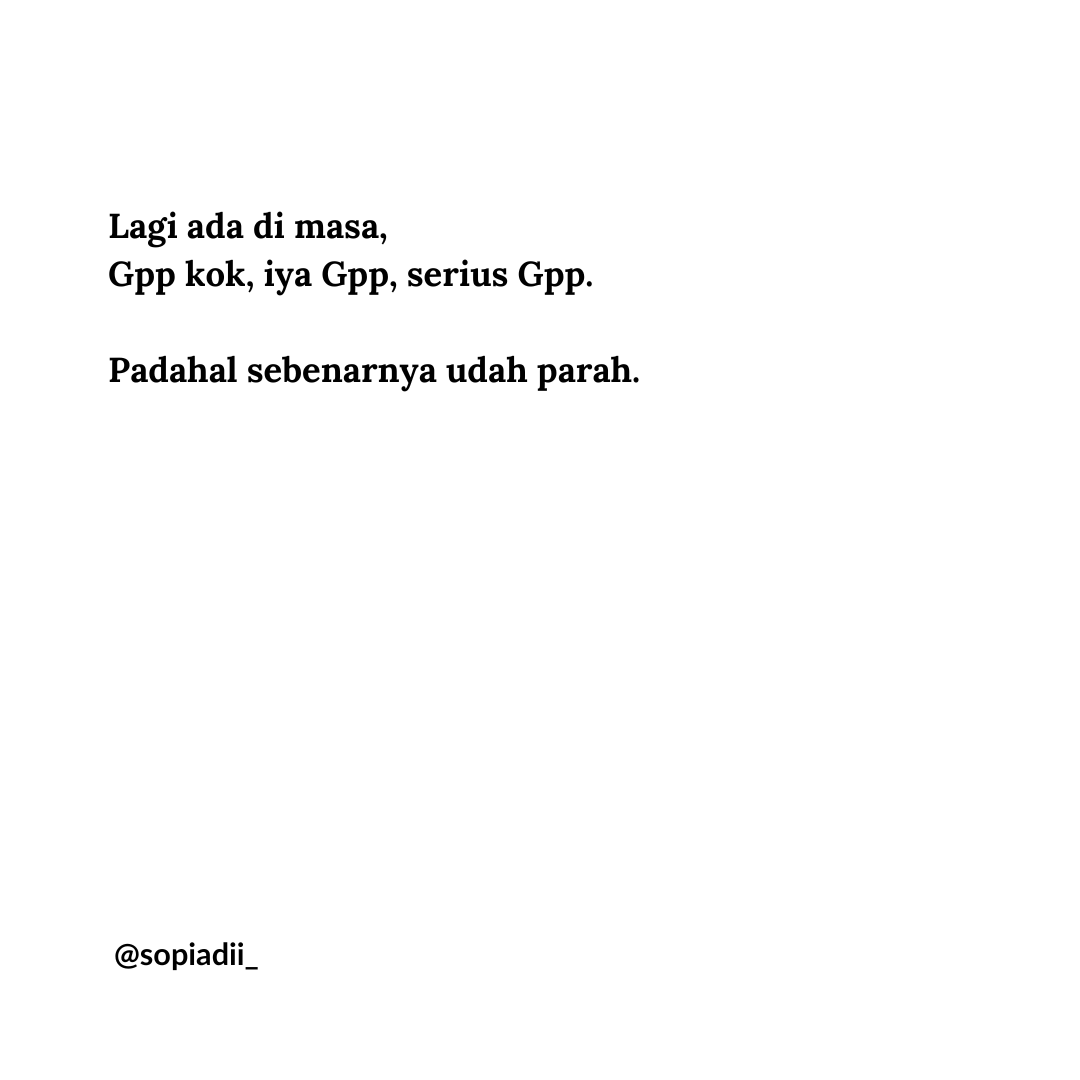 Lagi ada di masa,
Gpp kok, iya Gpp, serius Gpp.
Padahal sebenarnya udah parah.
@sopiadii_